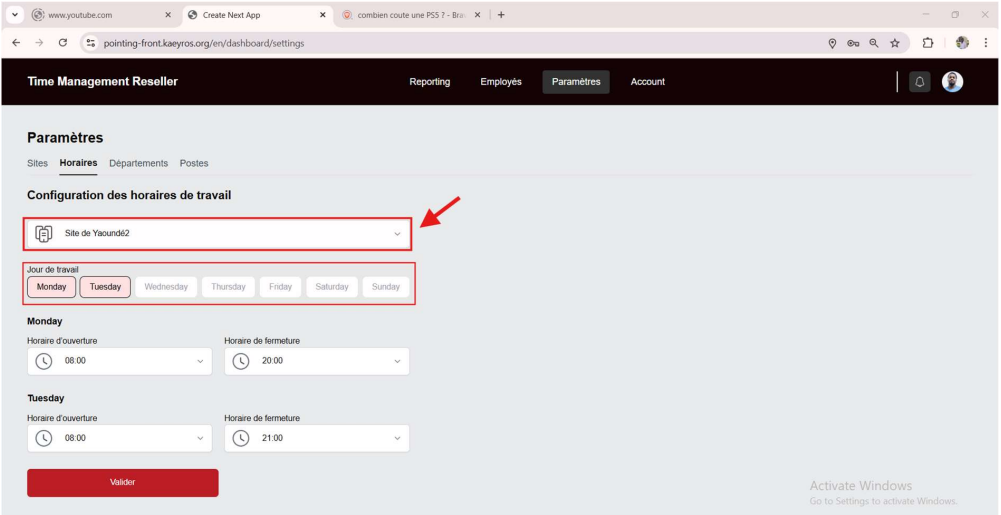 www.youtube.com Create Next App combien coute une PS5 ? - Bra
pointing-front.kaeyros.org/en/dashboard/settings
Time Management Reseller Reporting Employés Paramètres Account
Paramètres
Sites Horaires Départements Postes
Configuration des horaires de travail
Site de Yaoundé2
Jour de travail
Monday Tuesday Wednesday Thursday Friday Saturday Sunday
Monday
Horaire d'ouverture Horaire de fermeture
08:00 20:00
Tuesday
Horaire d'ouverture Horaire de fermeture
08:00 21:00
Valider
Activate Windows
Go to Settings to activate Windows.